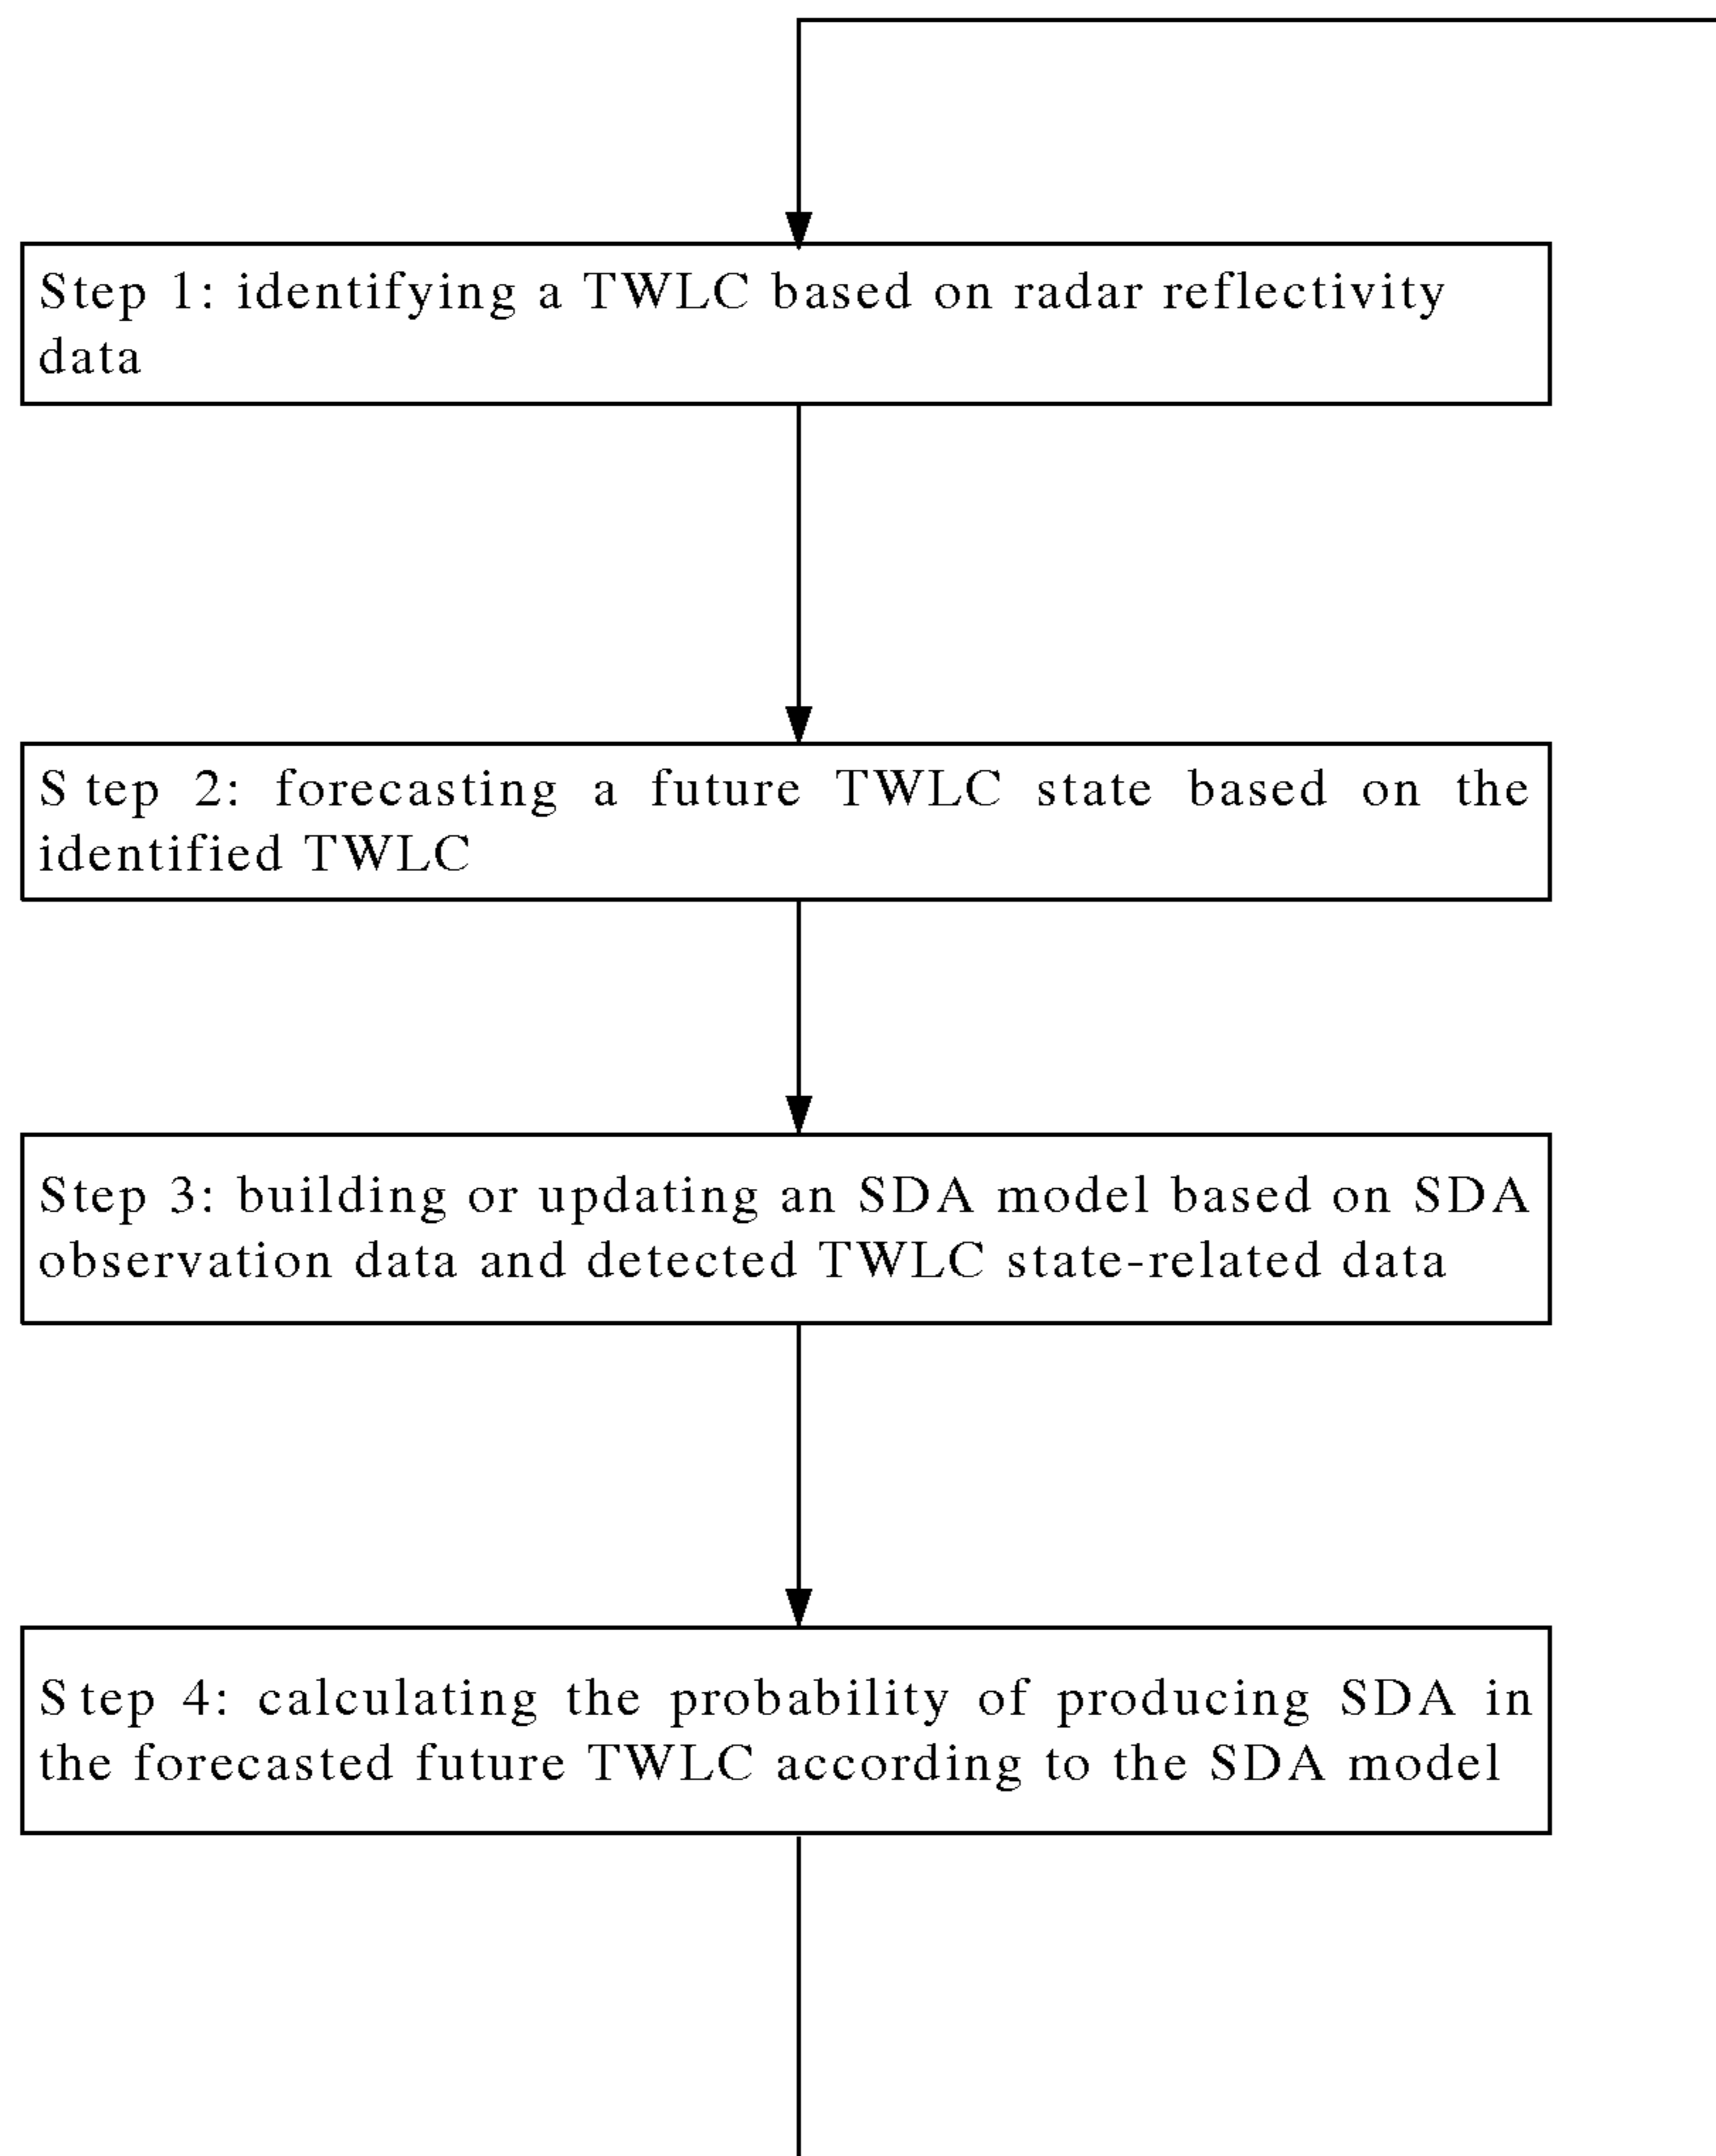 Step 1: identifying a TWLC based on radar reflectivity
data
Step 2: forecasting a future TWLC state based on the
identified TWLC
Step 3: building or updating an SDA model based on SDA
observation data and detected TWLC state-related data
Step 4: calculating the probability of producing SDA in
the forecasted future TWLC according to the SDA model